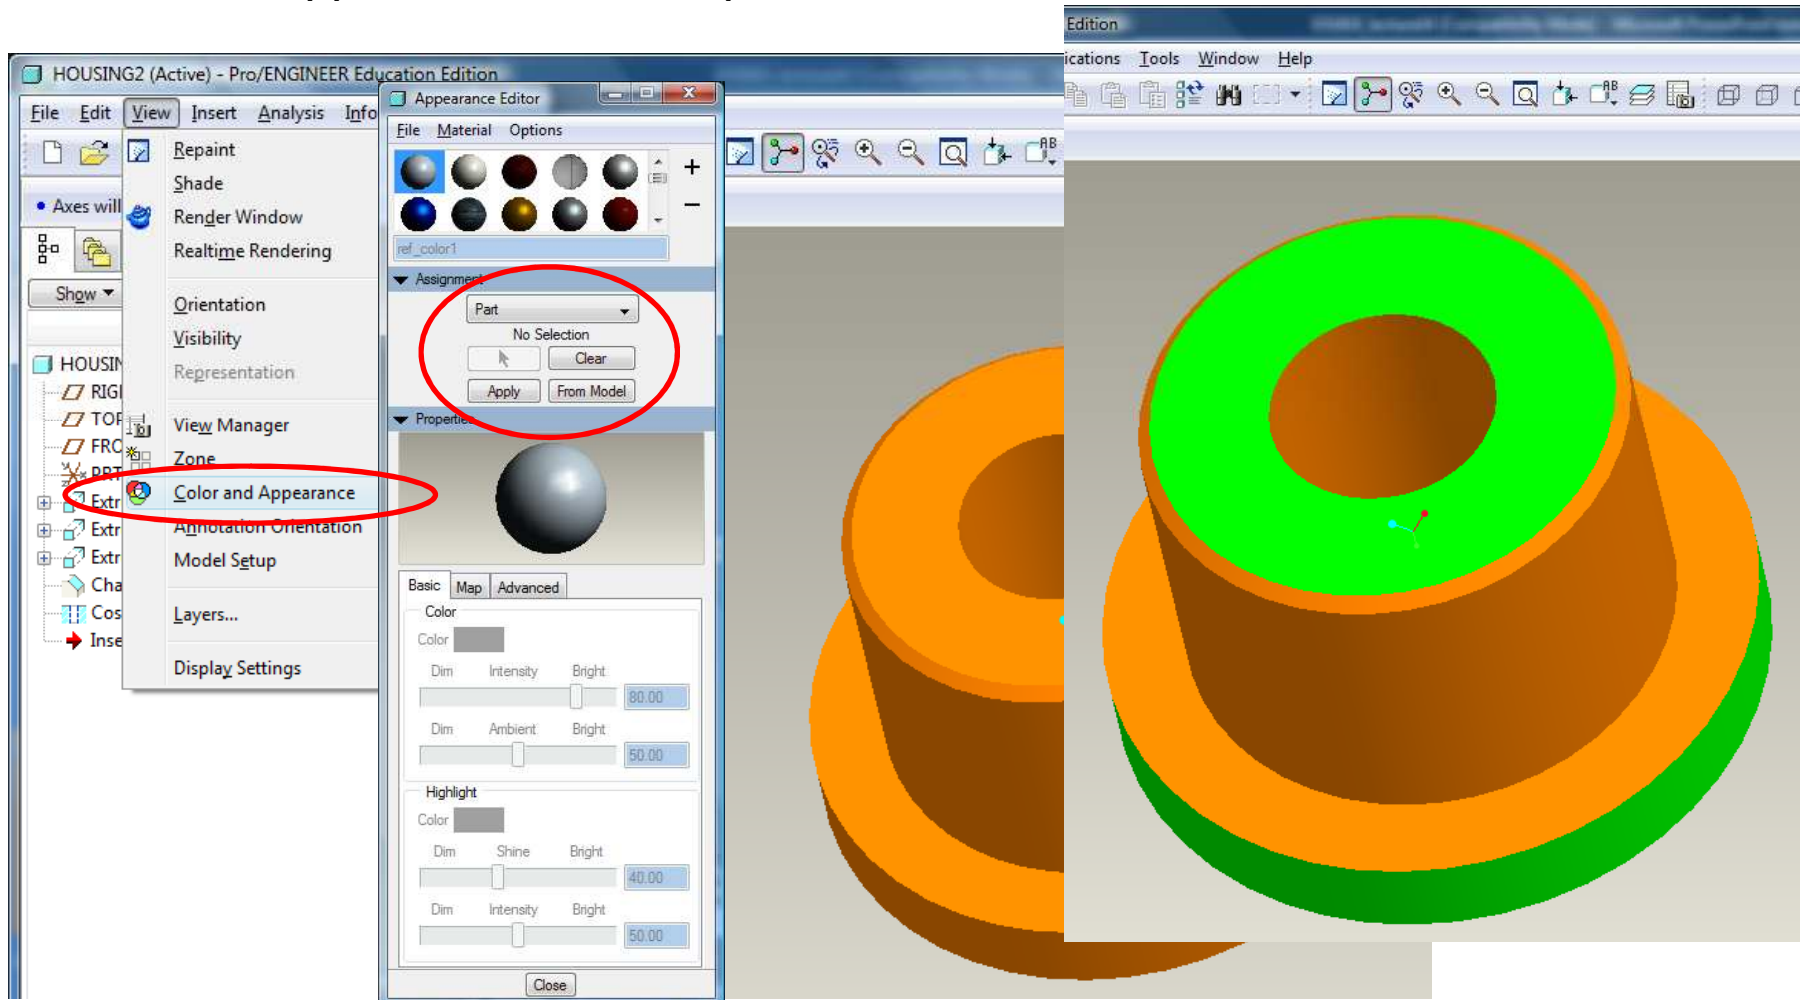 HOUSING2 (Active) - Pro/ENGINEER Education Edition
File Edit View Insert Analysis Info
Axes will
Show
HOUSIN
RIG
TOP
FRO
PRT
Extr
Extr
Extr
Cha
Cos
Inse
Repaint
Shade
Render Window
Realtime Rendering
Orientation
Visibility
Representation
View Manager
Zone
Color and Appearance
Annotation Orientation
Model Setup
Layers...
Display Settings
Appearance Editor
File Material Options
ref_color1
Assignment
Part
No Selection
Clear
Apply From Model
Properties
Basic Map Advanced
Color
Color
Dim Intensity Bright
80.00
Dim Ambient Bright
50.00
Highlight
Color
Dim Shine Bright
40.00
Dim Intensity Bright
50.00
Close
AB
Edition
ications Tools Window Help
AB